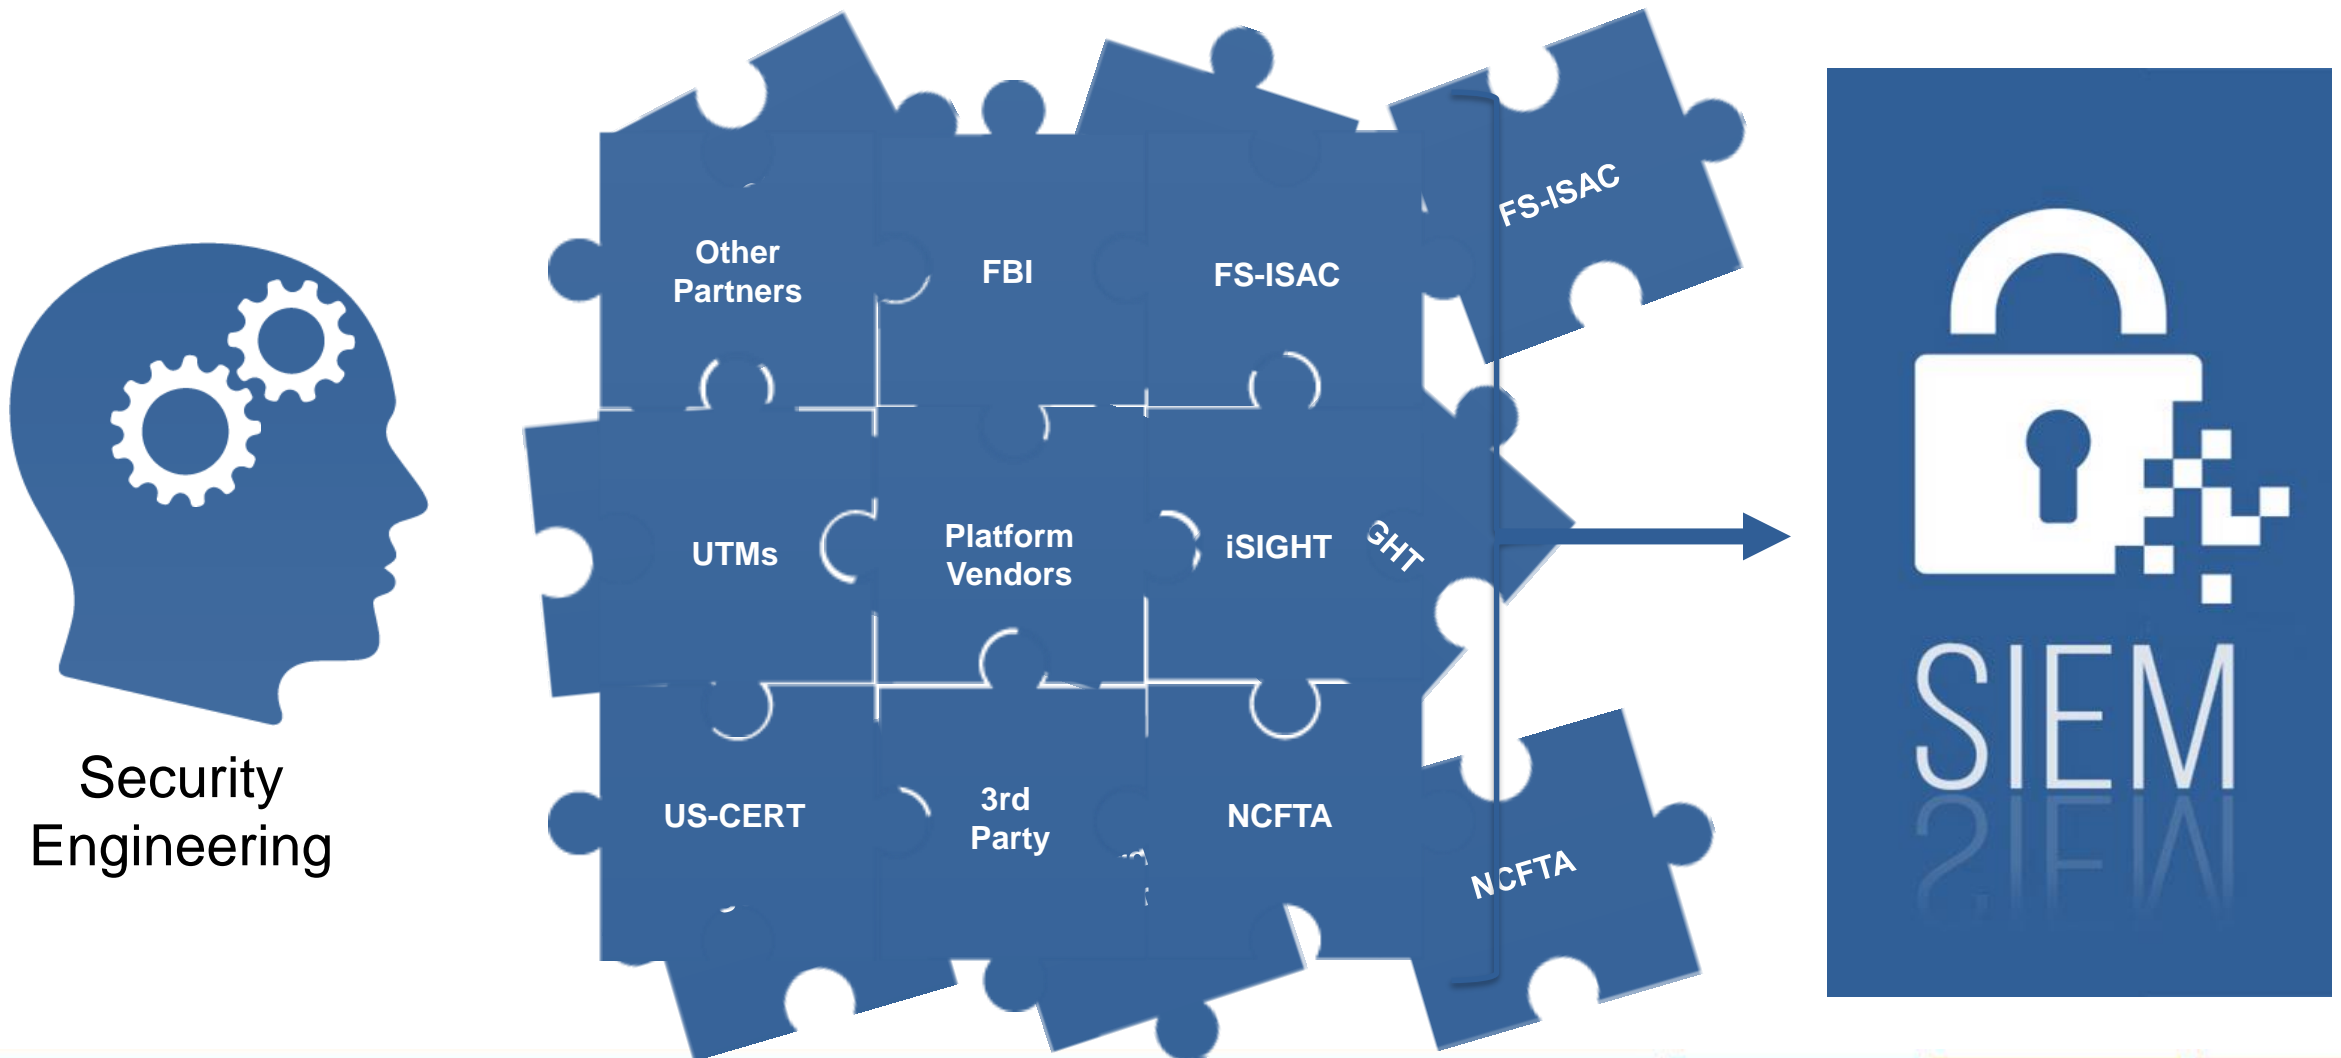 Security
Engineering
Other
Partners
FBI
FS-ISAC
FS-ISAC
UTMs
Platform
Vendors
iSIGHT
GHT
US-CERT
3rd
Party
NCFTA
NCFTA
SIEM